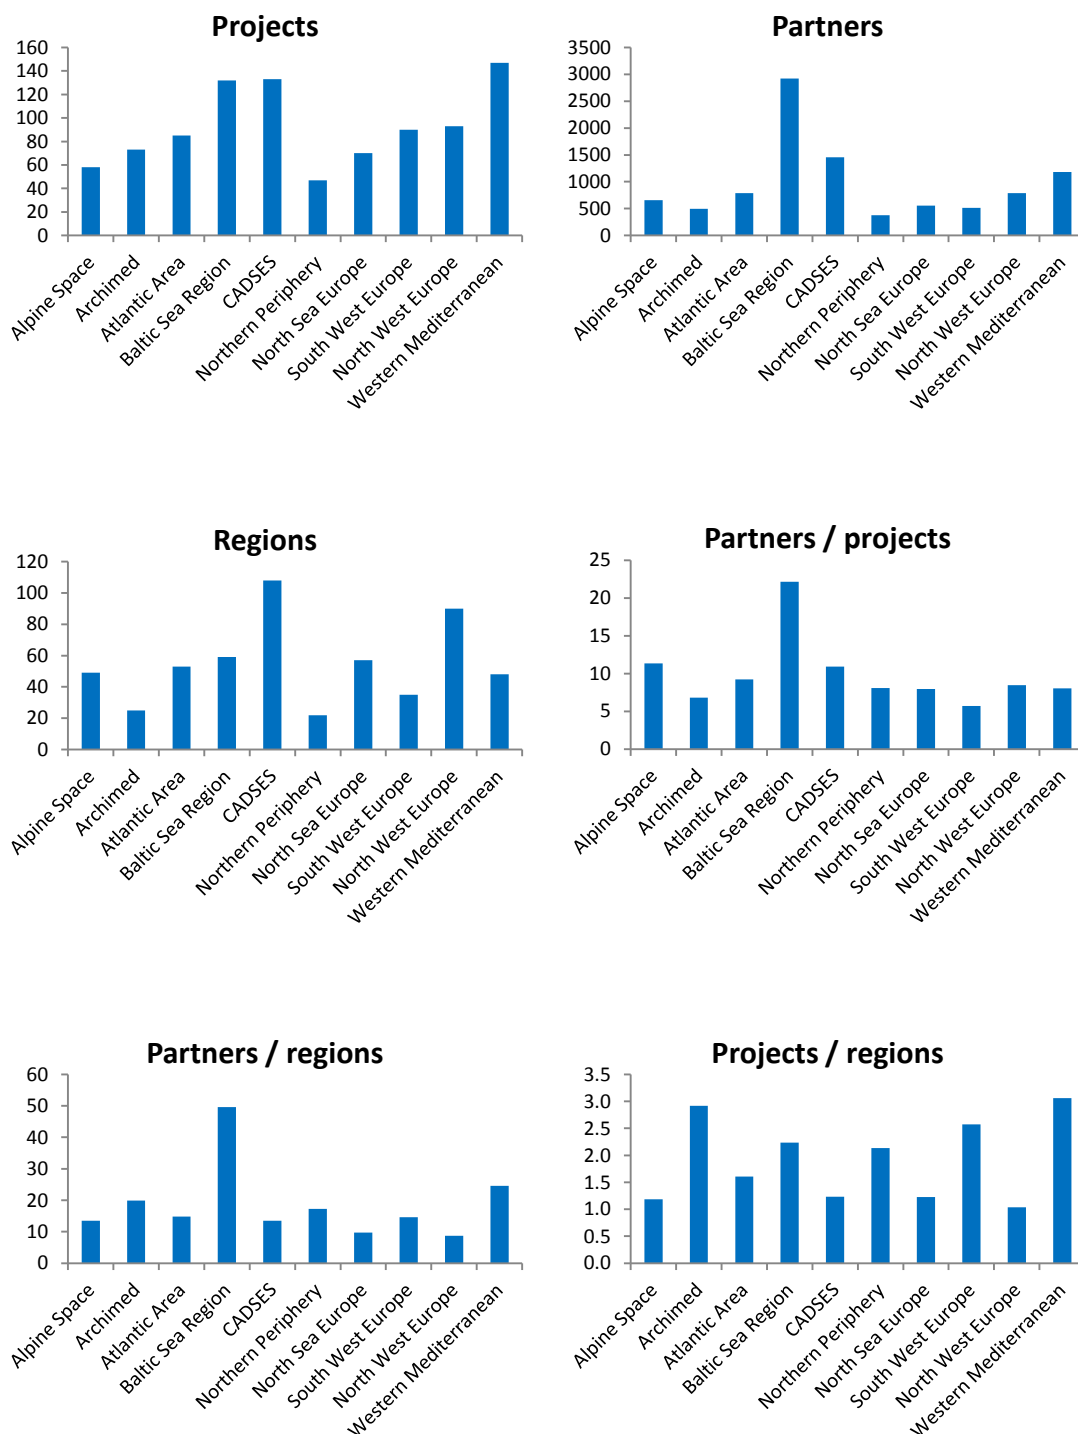 Projects
160
140
120
100
80
60
40
20
0
Alpine Space
Archimed
Atlantic Area
Baltic Sea Region
CADSES
Northern Periphery
North Sea Europe
South West Europe
North West Europe
Western Mediterranean
Partners
3500
3000
2500
2000
1500
1000
500
0
Alpine Space
Archimed
Atlantic Area
Baltic Sea Region
CADSES
Northern Periphery
North Sea Europe
South West Europe
North West Europe
Western Mediterranean
Regions
120
100
80
60
40
20
0
Alpine Space
Archimed
Atlantic Area
Baltic Sea Region
CADSES
Northern Periphery
North Sea Europe
South West Europe
North West Europe
Western Mediterranean
Partners / projects
25
20
15
10
5
0
Alpine Space
Archimed
Atlantic Area
Baltic Sea Region
CADSES
Northern Periphery
North Sea Europe
South West Europe
North West Europe
Western Mediterranean
Partners / regions
60
50
40
30
20
10
0
Alpine Space
Archimed
Atlantic Area
Baltic Sea Region
CADSES
Northern Periphery
North Sea Europe
South West Europe
North West Europe
Western Mediterranean
Projects / regions
3.5
3.0
2.5
2.0
1.5
1.0
0.5
0.0
Alpine Space
Archimed
Atlantic Area
Baltic Sea Region
CADSES
Northern Periphery
North Sea Europe
South West Europe
North West Europe
Western Mediterranean